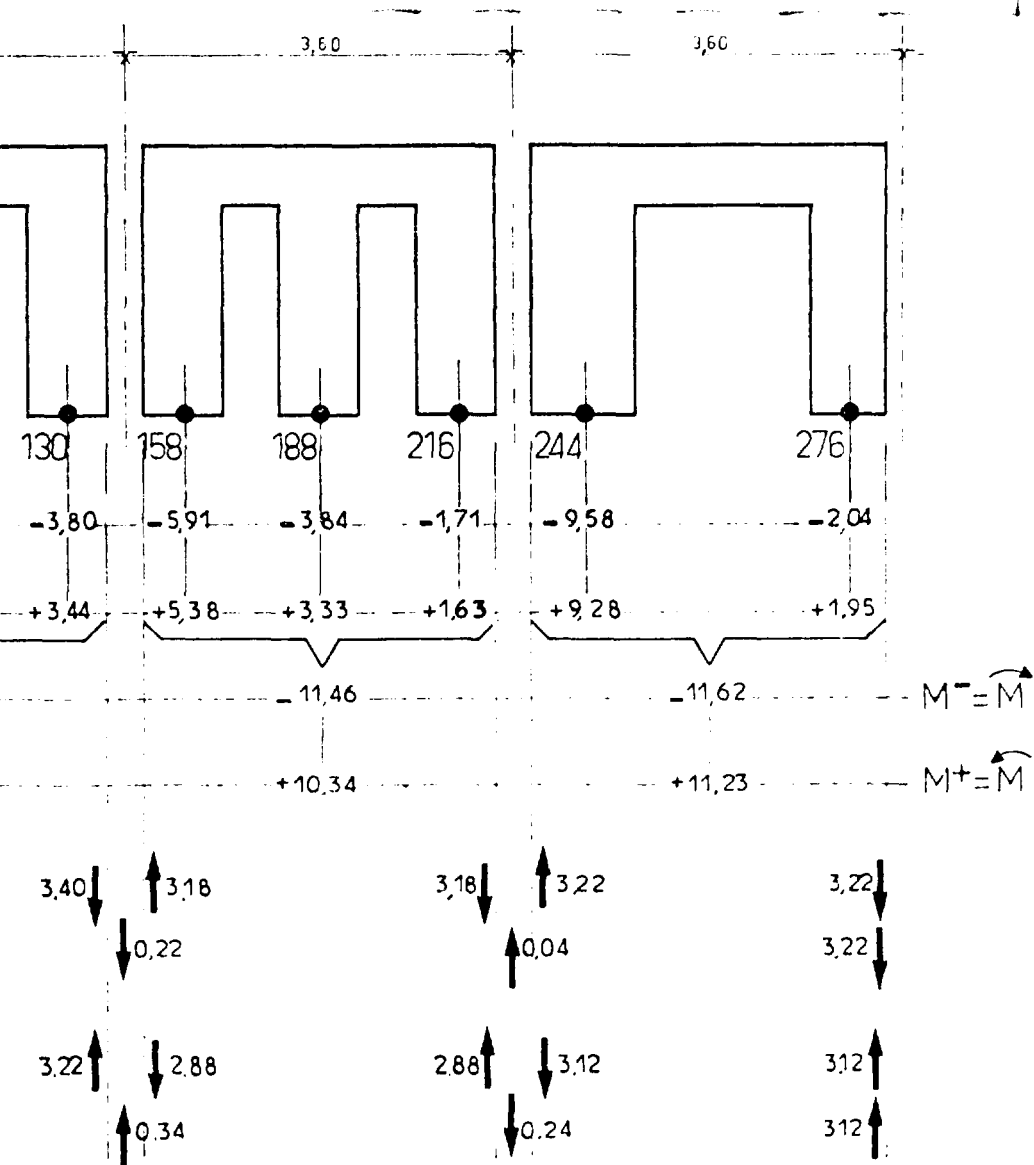 3,60 3,60
130 158 188 216 244 276
-3,80 -5,91 -3,84 -1,71 -9,58 -2,04
+3,44 +5,38 +3,33 +1,63 +9,28 +1,95
-11,46 -11,62 M-=M
+10,34 +11,23 M+=M
3,40 3,18 3,18 3,22 3,22
0,22 0,04 3,22
3,22 2,88 2,88 3,12 3,12
0,34 0,24 3,12